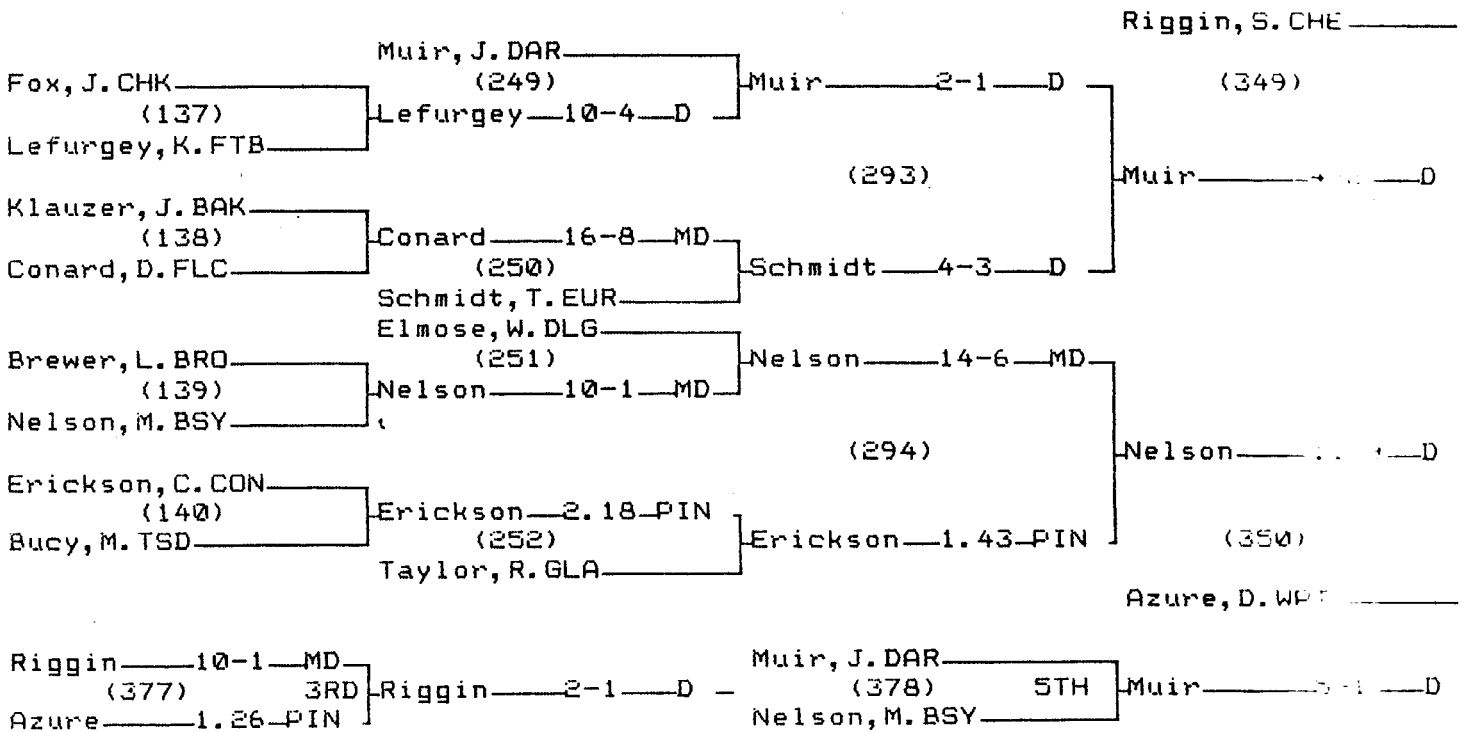 Riggin, S. CHE
Muir, J. DAR
Fox, J. CHK (249) Muir 2-1 D (349)
(137) Lefurgey 10-4 D
Lefurgey, K. FTB
(293) Muir D
Klauzer, J. BAK
(138) Conard 16-8 MD
Conard, D. FLC (250) Schmidt 4-3 D
Schmidt, T. EUR
Elmose, W. DLG
Brewer, L. BRO (251) Nelson 14-6 MD
(139) Nelson 10-1 MD
Nelson, M. BSY
(294) Nelson D
Erickson, C. CON
(140) Erickson 2.18 PIN
Bucy, M. TSD (252) Erickson 1.43 PIN (350)
Taylor, R. GLA
Azure, D.
Riggin 10-1 MD Muir, J. DAR
(377) 3RD Riggin 2-1 D (378) 5TH Muir D
Azure 1.26 PIN Nelson, M. BSY